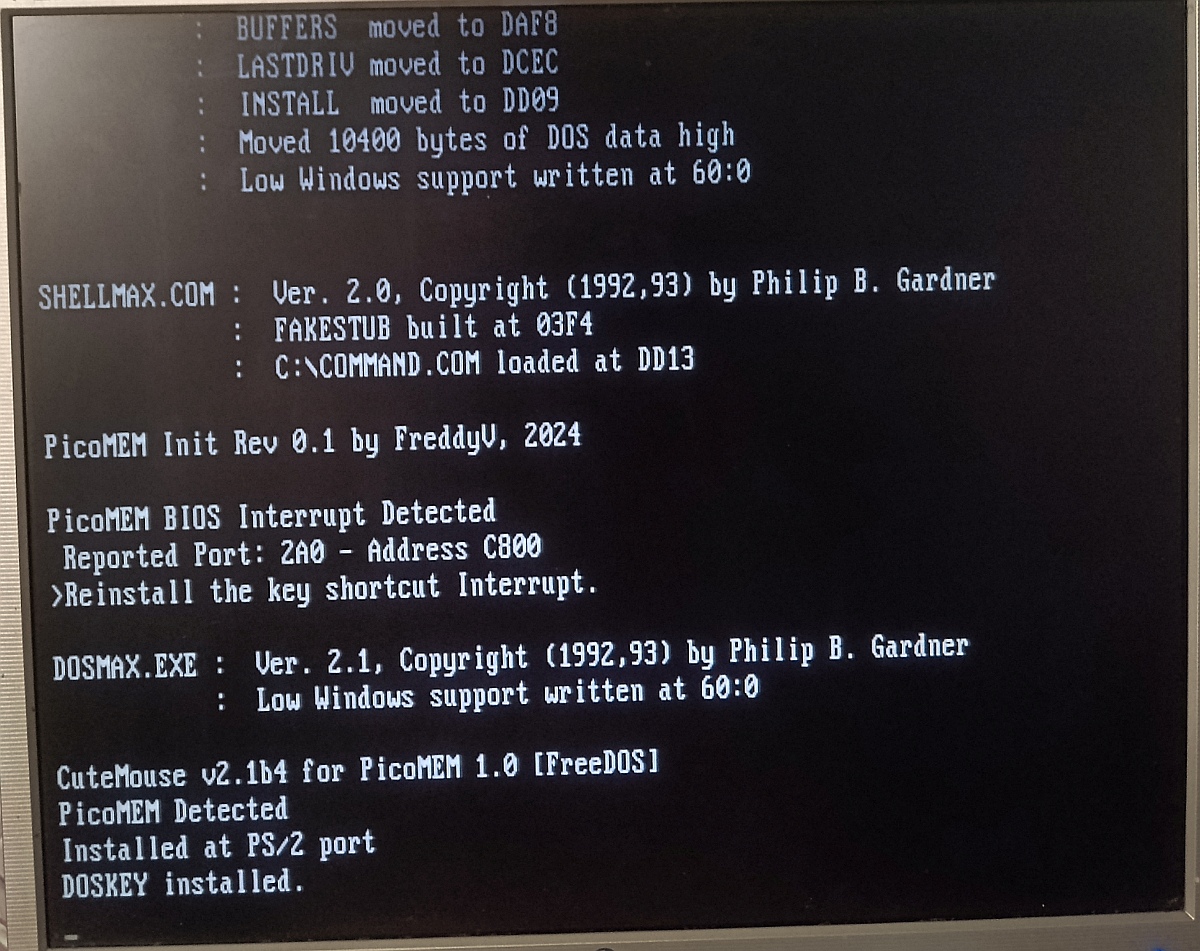 : BUFFERS  moved to DAF8
: LASTDRIV moved to DCEC
: INSTALL  moved to DD09
: Moved 10400 bytes of DOS data high
: Low Windows support written at 60:0
SHELLMAX.COM :  Ver. 2.0, Copyright (1992,93) by Philip B. Gardner
:  FAKESTUB built at 03F4
:  C:\COMMAND.COM loaded at DD13
PicoMEM Init Rev 0.1 by FreddyV, 2024
PicoMEM BIOS Interrupt Detected
Reported Port: 2A0 - Address C800
>Reinstall the key shortcut Interrupt.
DOSMAX.EXE :  Ver. 2.1, Copyright (1992,93) by Philip B. Gardner
:  Low Windows support written at 60:0
CuteMouse v2.1b4 for PicoMEM 1.0 [FreeDOS]
PicoMEM Detected
Installed at PS/2 port
DOSKEY installed.